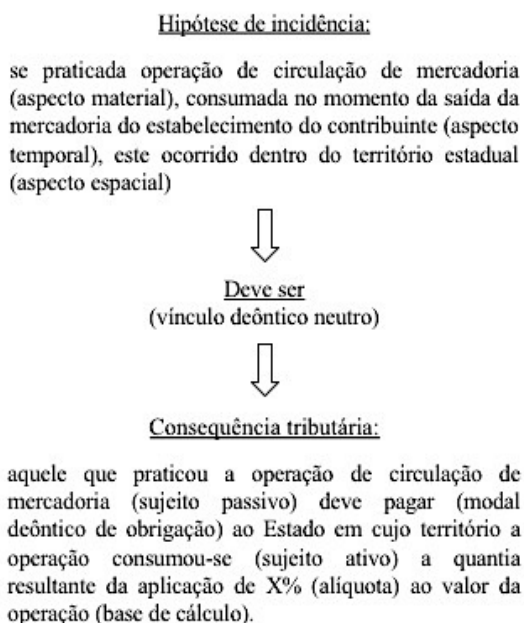 Hipótese de incidência:
se praticada operação de circulação de mercadoria
(aspecto material), consumada no momento da saída da
mercadoria do estabelecimento do contribuinte (aspecto
temporal), este ocorrido dentro do território estadual
(aspecto espacial)
Deve ser
(vínculo deôntico neutro)
Consequência tributária:
aquele que praticou a operação de circulação de
mercadoria (sujeito passivo) deve pagar (modal
deôntico de obrigação) ao Estado em cujo território a
operação consumou-se (sujeito ativo) a quantia
resultante da aplicação de X% (alíquota) ao valor da
operação (base de cálculo).